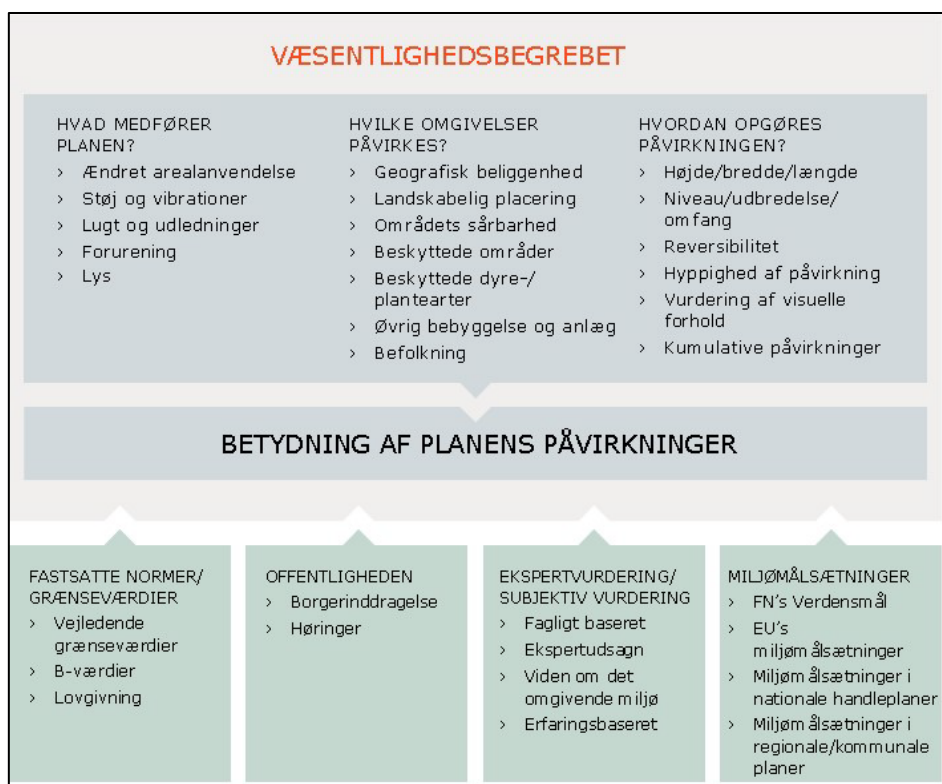 VÆSENTLIGHEDSBEGREBET
HVAD MEDFØRER
PLANEN?
> Ændret arealanvendelse
> Støj og vibrationer
> Lugt og udledninger
> Forurening
> Lys
HVILKE OMGIVELSER
PÅVIRKES?
> Geografisk beliggenhed
> Landskabelig placering
> Områdets sårbarhed
> Beskyttede områder
> Beskyttede dyre-/
plantearter
> Øvrig bebyggelse og anlæg
> Befolkning
HVORDAN OPGØRES
PÅVIRKNINGEN?
> Højde/bredde/længde
> Niveau/udbredelse/
omfang
> Reversibilitet
> Hyppighed af påvirkning
> Vurdering af visuelle
forhold
> Kumulative påvirkninger
BETYDNING AF PLANENS PÅVIRKNINGER
FASTSATTE NORMER/
GRÆNSEVÆRDIER
> Vejledende
grænseværdier
> B-værdier
> Lovgivning
OFFENTLIGHEDEN
> Borgerinddragelse
> Høringer
EKSPERTVURDERING/
SUBJEKTIV VURDERING
> Fagligt baseret
> Ekspertudsagn
> Viden om det
omgivende miljø
> Erfaringsbaseret
MILJØMÅLSÆTNINGER
> FN's Verdensmål
> EU's
miljømålsætninger
> Miljømålsætninger i
nationale handleplaner
> Miljømålsætninger i
regionale/kommunale
planer